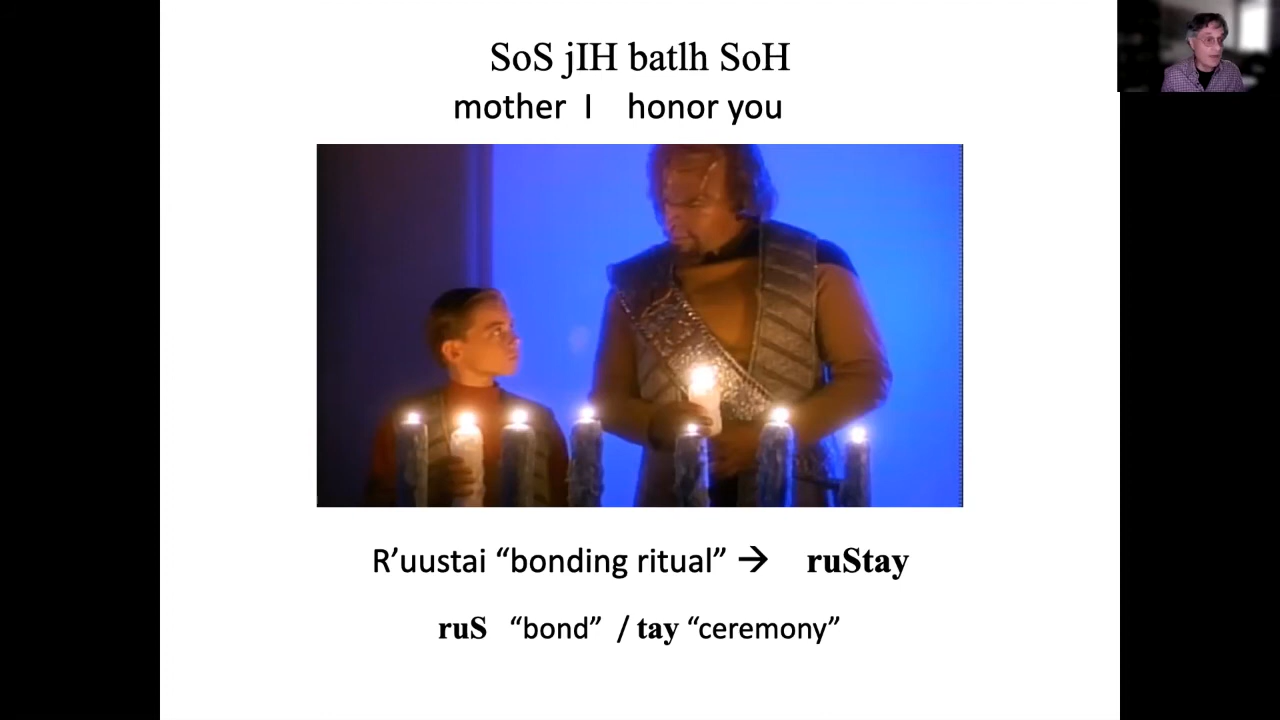 SoS jIH batlh SoH
mother I honor you
R’uustai “bonding ritual” → ruStay
ruS “bond” / tay “ceremony”